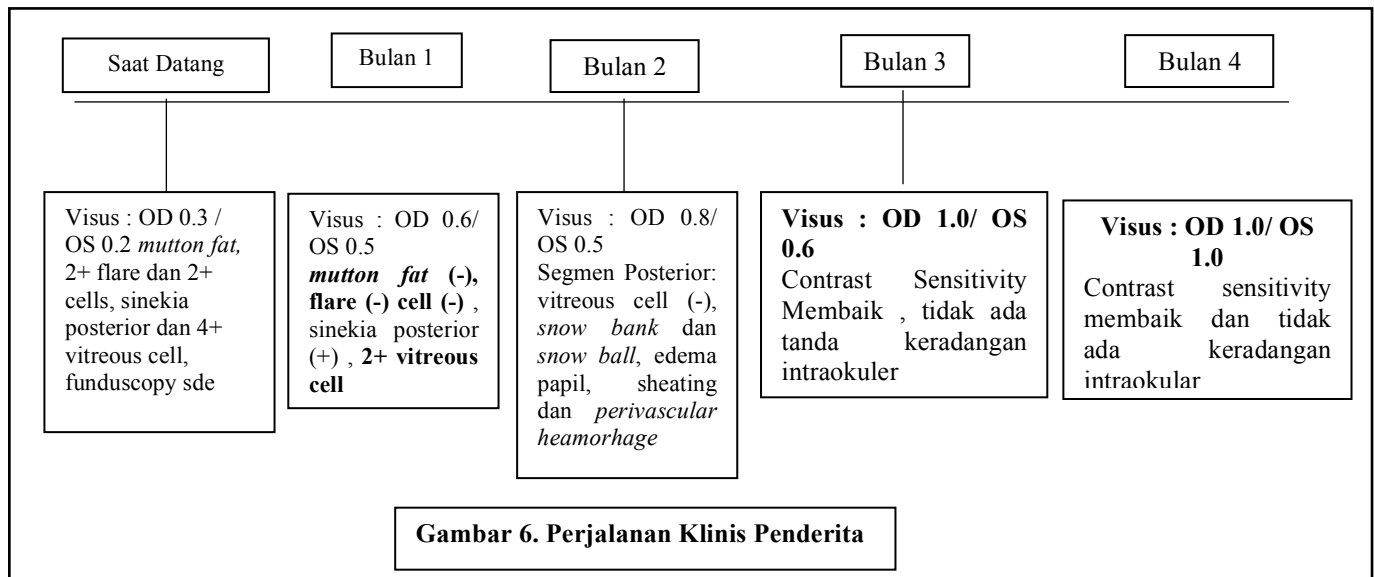 Saat Datang
Bulan 1
Bulan 2
Bulan 3
Bulan 4
Visus : OD 0.3 /
OS 0.2 mutton fat,
2+ flare dan 2+
cells, sinekia
posterior dan 4+
vitreous cell,
funduscopy sde
Visus : OD 0.6/
OS 0.5
mutton fat (-),
flare (-) cell (-) ,
sinekia posterior
(+) , 2+ vitreous
cell
Visus : OD 0.8/
OS 0.5
Segmen Posterior:
vitreous cell (-),
snow bank dan
snow ball, edema
papil, sheating
dan perivascular
heamorhage
Visus : OD 1.0/ OS
0.6
Contrast Sensitivity
Membaik , tidak ada
tanda keradangan
intraokuler
Visus : OD 1.0/ OS
1.0
Contrast sensitivity
membaik dan tidak
ada keradangan
intraokular
Gambar 6. Perjalanan Klinis Penderita